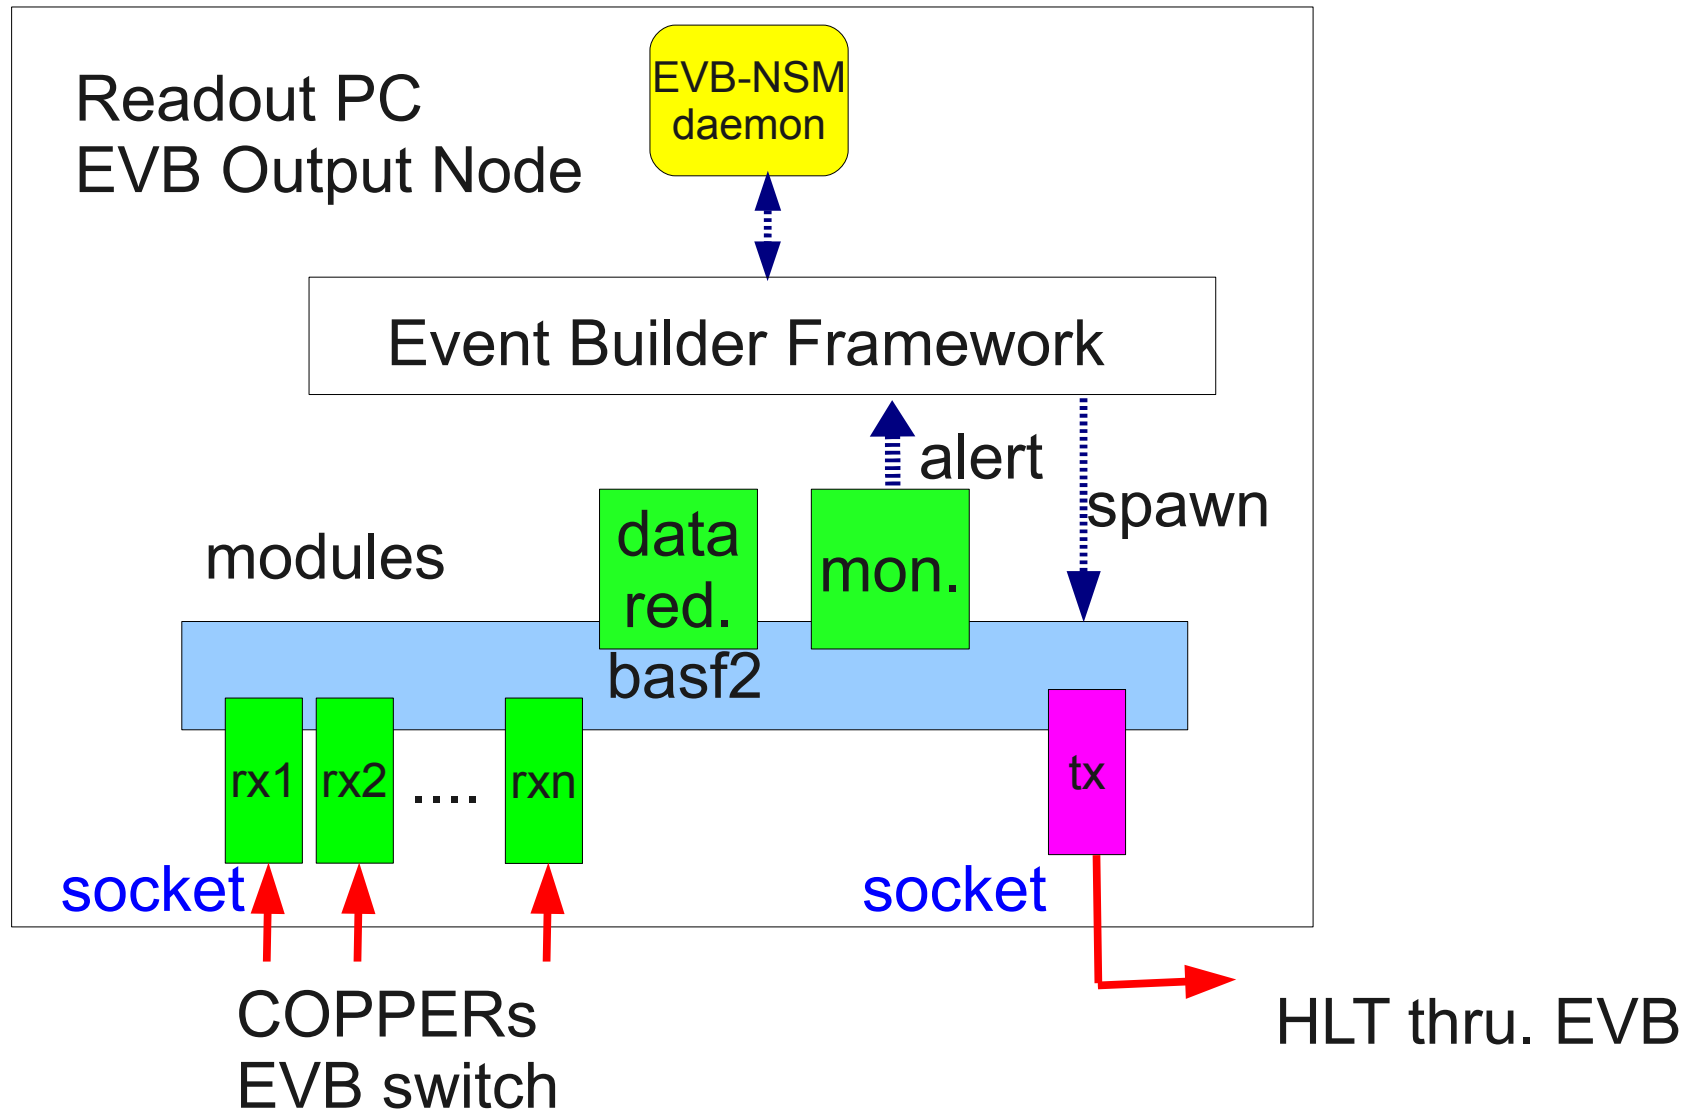 Readout PC
EVB Output Node
EVB-NSM
daemon
Event Builder Framework
alert
spawn
modules
data
red.
mon.
basf2
rx1
rx2
....
rxn
tx
socket
socket
COPPERs
EVB switch
HLT thru. EVB